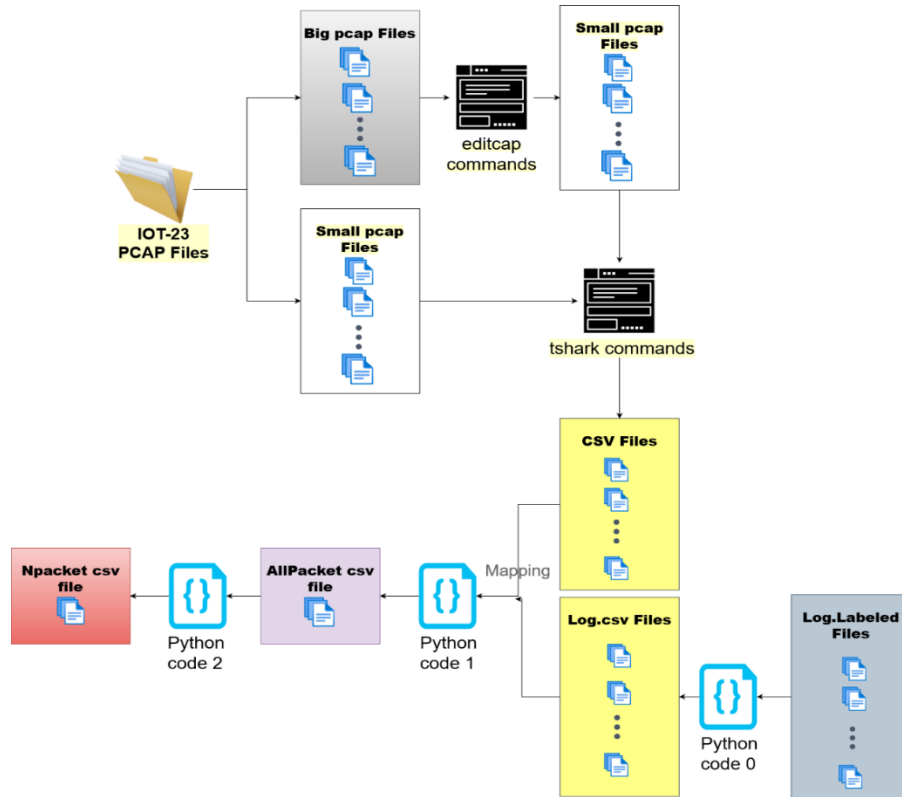 Big pcap Files
Small pcap
Files
editcap
commands
IOT-23
PCAP Files
Small pcap
Files
tshark commands
CSV Files
Mapping
Npacket csv
file
Python
code 2
AllPacket csv
file
Python
code 1
Log.csv Files
Python
code 0
Log.Labeled
Files